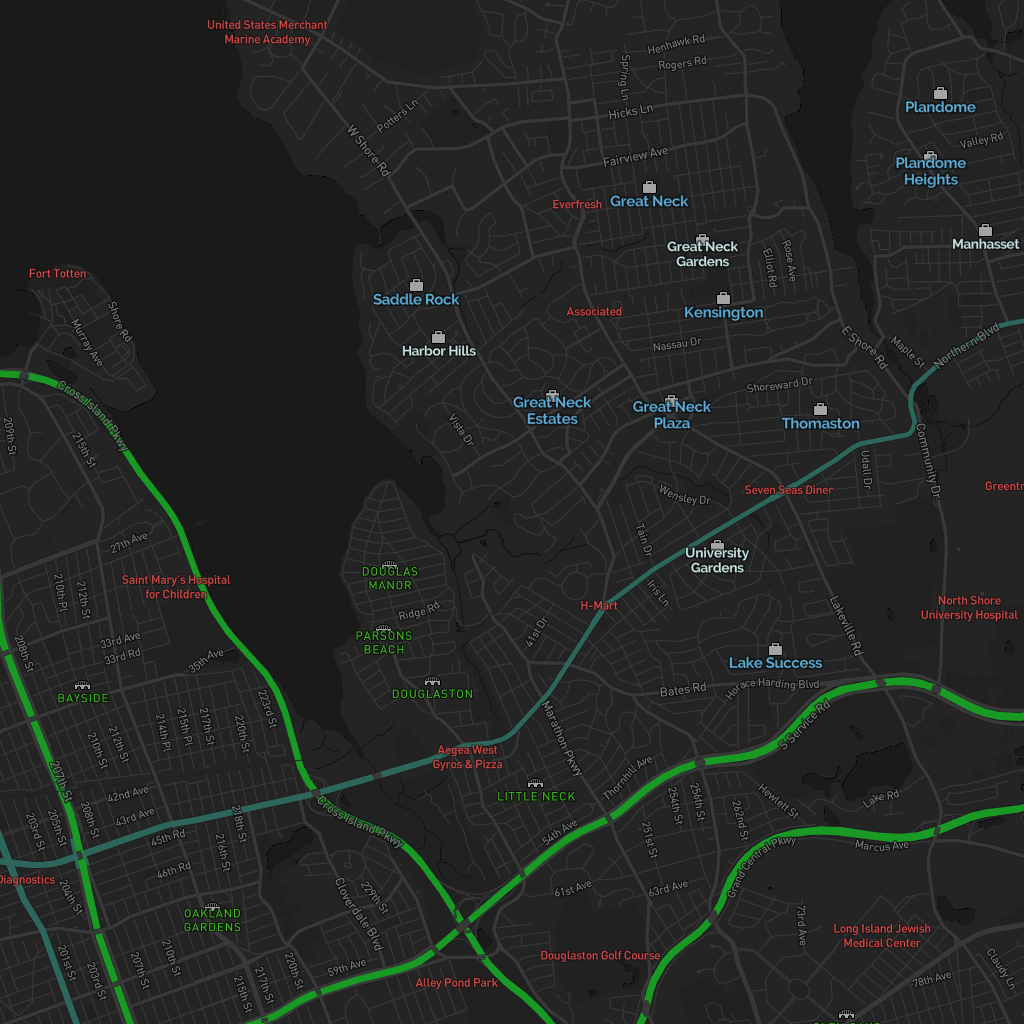 United States Merchant
Marine Academy
Henhawk Rd
Rogers Rd
Spring Ln
Plandome
Potters Ln
Hicks Ln
W Shore Rd
Valley Rd
Fairview Ave
Plandome
Heights
Everfresh
Great Neck
Great Neck
Gardens
Manhasset
Elliot Rd
Rose Ave
Fort Totten
Saddle Rock
Shore Rd
Murray Ave
Associated
Kensington
Harbor Hills
Nassau Dr
E Shore Rd
Maple St
Northern Blvd
Cross Island Pkwy
Shoreward Dr
Great Neck
Estates
Great Neck
Plaza
Thomaston
209th St
215th St
Vista Dr
Community Dr
Udall Dr
Seven Seas Diner
Greentr
Wensley Dr
27th Ave
Tain Dr
University
Gardens
DOUGLAS
MANOR
Saint Mary's Hospital
for Children
210th Pl
212th St
Iris Ln
H-Mart
North Shore
University Hospital
Ridge Rd
Lakeville Rd
41st Dr
PARSONS
BEACH
33rd Ave
33rd Rd
35th Ave
208th St
Lake Success
Bates Rd
Horace Harding Blvd
BAYSIDE
DOUGLASTON
223rd St
214th Pl
215th Pl
217th St
220th St
212th St
210th St
Marathon Pkwy
S Service Rd
Aegea West
Gyros & Pizza
207th St
LITTLE NECK
Thornhill Ave
42nd Ave
43rd Ave
45th Rd
46th Rd
203rd St
205th St
208th St
218th St
216th St
Cross Island Pkwy
54th Ave
254th St
256th St
251st St
262nd St
Hewlett St
Lake Rd
Marcus Ave
Grand Central Pkwy
Diagnostics
204th St
61st Ave
63rd Ave
Cloverdale Blvd
229th St
OAKLAND
GARDENS
73rd Ave
Long Island Jewish
Medical Center
201st St
203rd St
207th St
210th St
215th St
217th St
220th St
59th Ave
Douglaston Golf Course
Alley Pond Park
78th Ave
Claudy Ln